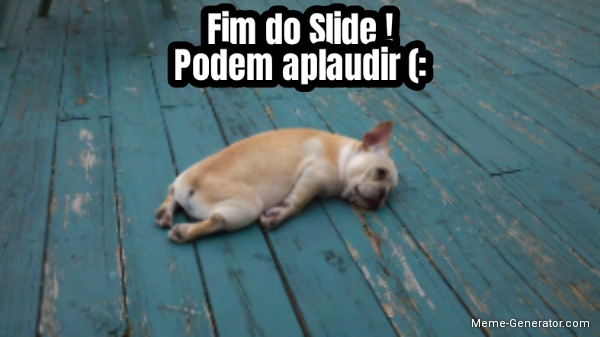 Fim do Slide !
Podem aplaudir (:
Meme-Generator.com